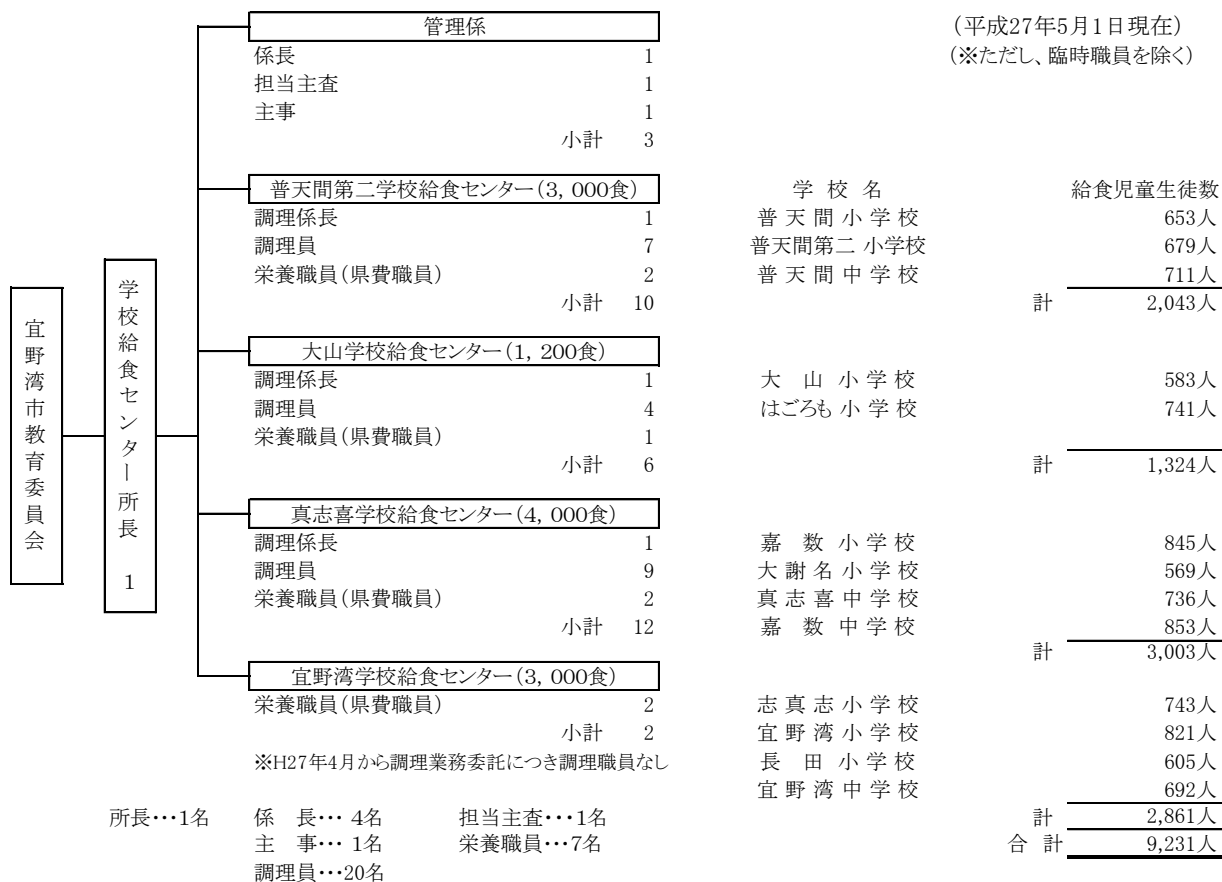 管理係
(平成27年5月1日現在)
係長 1
(※ただし、臨時職員を除く)
担当主査 1
主事 1
小計 3
普天間第二学校給食センター(3,000食)
学 校 名 給食児童生徒数
調理係長 1 普 天 間 小 学 校 653人
調理員 7 普天間第二 小学校 679人
栄養職員(県費職員) 2 普 天 間 中 学 校 711人
小計 10 計 2,043人
大山学校給食センター(1,200食)
調理係長 1 大 山 小 学 校 583人
調理員 4 はごろも 小 学 校 741人
栄養職員(県費職員) 1
小計 6 計 1,324人
宜野湾市教育委員会
学校給食センター所長 1
真志喜学校給食センター(4,000食)
調理係長 1 嘉 数 小 学 校 845人
調理員 9 大 謝 名 小 学 校 569人
栄養職員(県費職員) 2 真 志 喜 中 学 校 736人
小計 12 嘉 数 中 学 校 853人
計 3,003人
宜野湾学校給食センター(3,000食)
栄養職員(県費職員) 2 志 真 志 小 学 校 743人
小計 2 宜 野 湾 小 学 校 821人
※H27年4月から調理業務委託につき調理職員なし 長 田 小 学 校 605人
宜 野 湾 中 学 校 692人
所長・・・1名 係 長・・・ 4名 担当主査・・・1名 計 2,861人
主 事・・・ 1名 栄養職員・・・7名 合 計 9,231人
調理員・・・20名